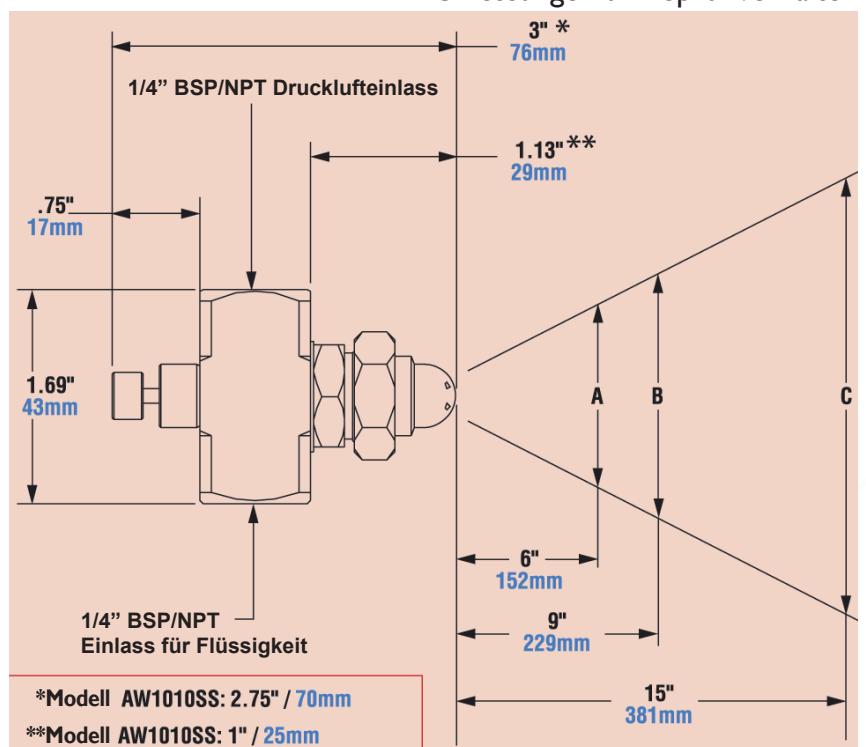 3" *
76mm
1/4” BSP/NPT Drucklufteinlass
1.13" **
29mm
.75"
17mm
1.69"
43mm
A
B
C
6"
152mm
1/4” BSP/NPT
Einlass für Flüssigkeit
9"
229mm
15"
381mm
*Modell AW1010SS: 2.75" / 70mm
**Modell AW1010SS: 1" / 25mm